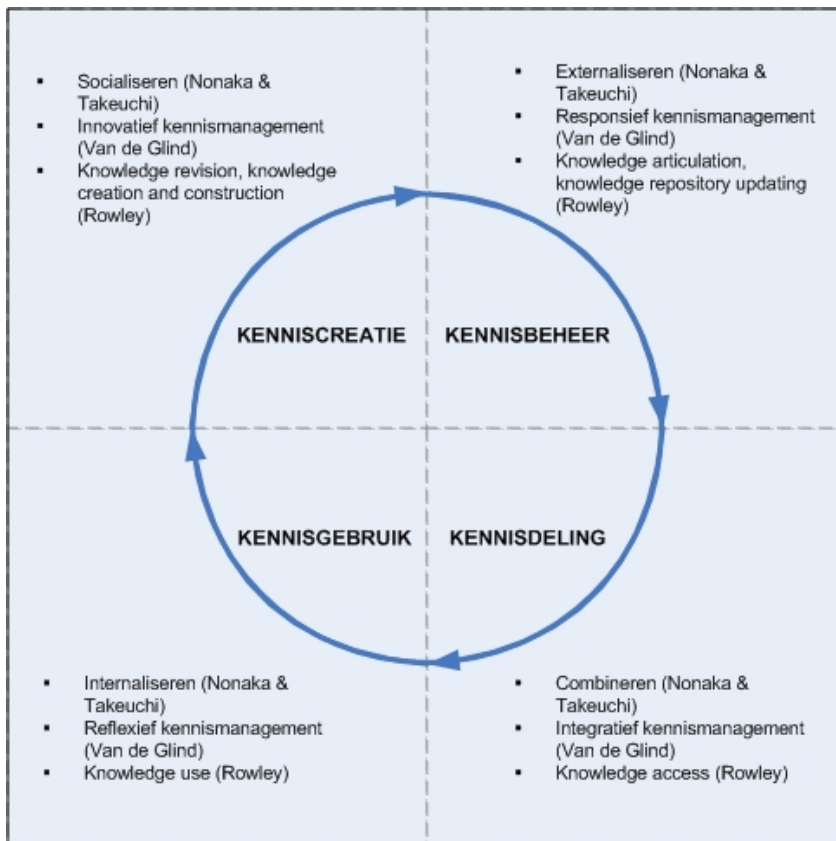 ▪ Socialiseren (Nonaka &
Takeuchi)
▪ Innovatief kennismanagement
(Van de Glind)
▪ Knowledge revision, knowledge
creation and construction
(Rowley)
▪ Externaliseren (Nonaka &
Takeuchi)
▪ Responsief kennismanagement
(Van de Glind)
▪ Knowledge articulation,
knowledge repository updating
(Rowley)
KENNISCREATIE
KENNISBEHEER
KENNISGEBRUIK
KENNISDELING
▪ Internaliseren (Nonaka &
Takeuchi)
▪ Reflexief kennismanagement
(Van de Glind)
▪ Knowledge use (Rowley)
▪ Combineren (Nonaka &
Takeuchi)
▪ Integratief kennismanagement
(Van de Glind)
▪ Knowledge access (Rowley)